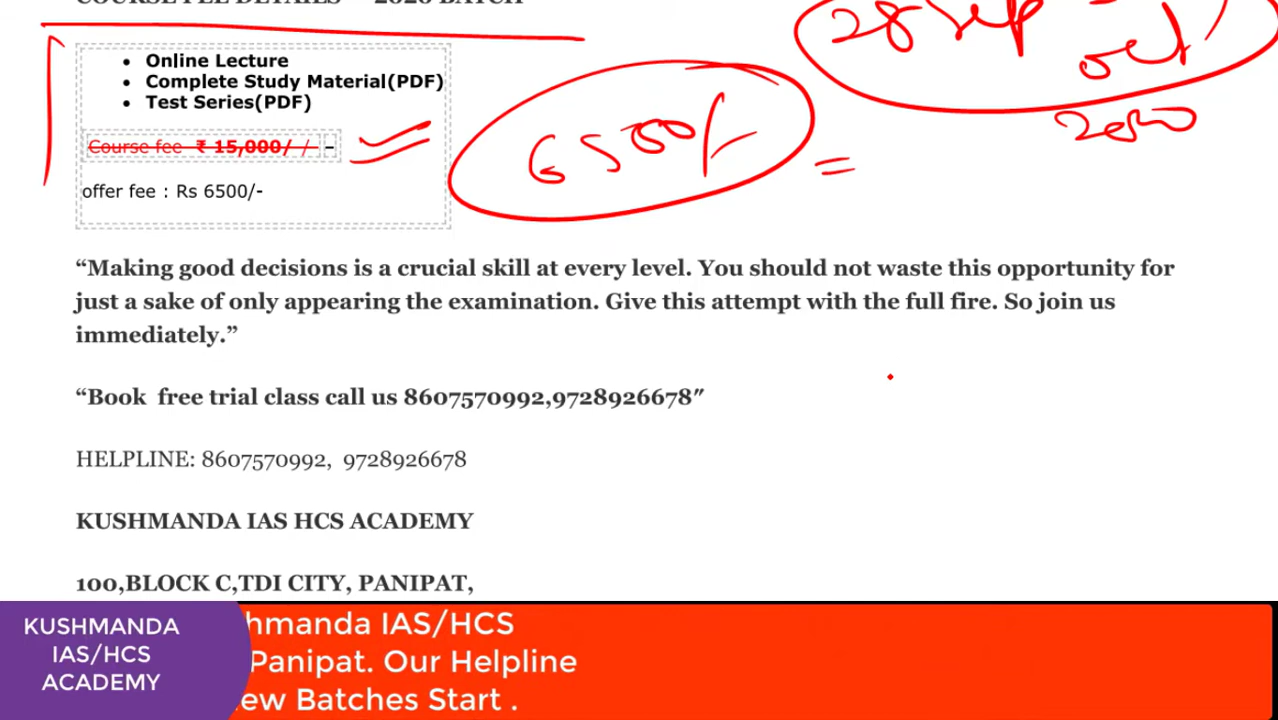 COURSE FEE DETAILS – 2020 BATCH
28 Sep
oct
• Online Lecture
• Complete Study Material(PDF)
• Test Series(PDF)
Course fee ₹ 15,000/ / –
6500/-
=
offer fee : Rs 6500/-
“Making good decisions is a crucial skill at every level. You should not waste this opportunity for
just a sake of only appearing the examination. Give this attempt with the full fire. So join us
immediately.”
“Book free trial class call us 8607570992,9728926678″
HELPLINE: 8607570992, 9728926678
KUSHMANDA IAS HCS ACADEMY
100,BLOCK C,TDI CITY, PANIPAT,
KUSHMANDA
IAS/HCS
ACADEMY
hmanda IAS/HCS
Panipat. Our Helpline
ew Batches Start .